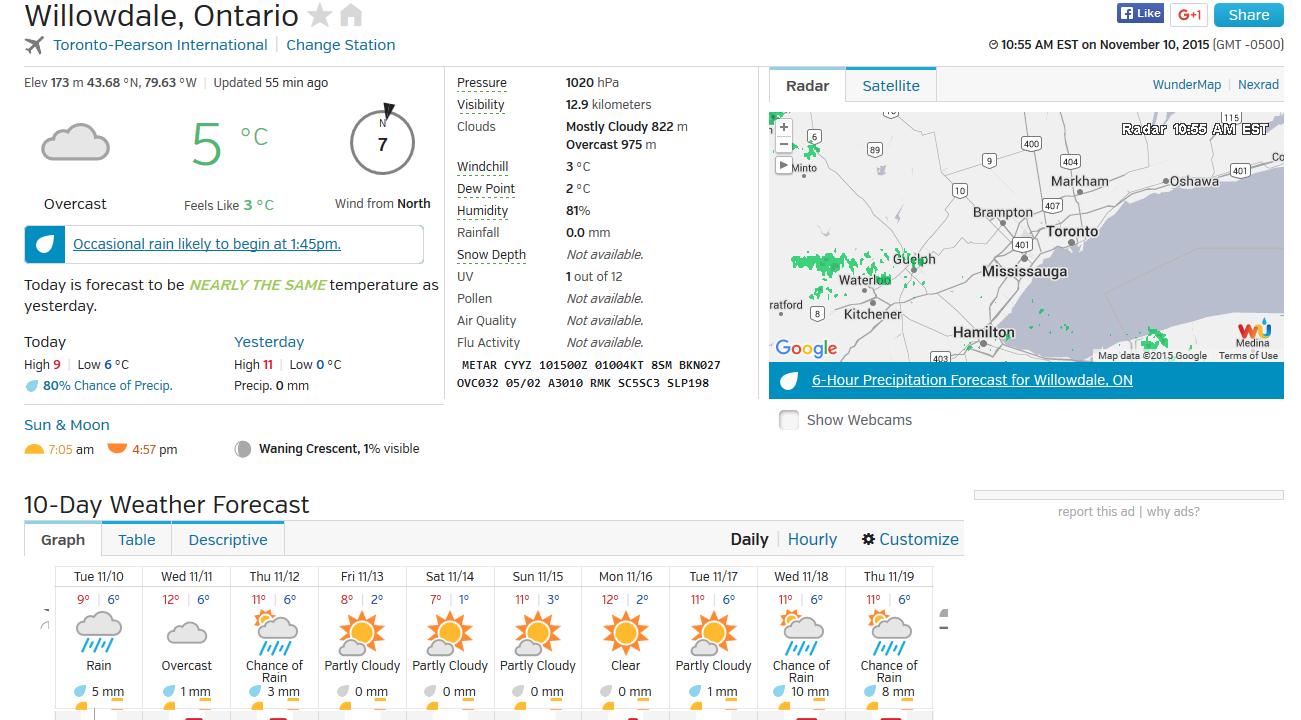 Willowdale, Ontario
Like
G+1
Share
Toronto-Pearson International | Change Station
10:55 AM EST on November 10, 2015 (GMT -0500)
Elev 173 m 43.68 °N, 79.63 °W | Updated 55 min ago
5 °C
N
7
Overcast
Feels Like 3 °C
Wind from North
Occasional rain likely to begin at 1:45pm.
Today is forecast to be NEARLY THE SAME temperature as
yesterday.
Today
High 9 | Low 6 °C
80% Chance of Precip.
Yesterday
High 11 | Low 0 °C
Precip. 0 mm
Sun & Moon
7:05 am
4:57 pm
Waning Crescent, 1% visible
Pressure 1020 hPa
Visibility 12.9 kilometers
Clouds Mostly Cloudy 822 m
Overcast 975 m
Windchill 3 °C
Dew Point 2 °C
Humidity 81%
Rainfall 0.0 mm
Snow Depth Not available.
UV 1 out of 12
Pollen Not available.
Air Quality Not available.
Flu Activity Not available.
METAR CYYZ 101500Z 01004KT 8SM BKN027
OVC032 05/02 A3010 RMK SC5SC3 SLP198
Radar
Satellite
WunderMap | Nexrad
Radar 10:55 AM EST
+
−
115
6
89
400
9
404
401
Minto
Markham
Oshawa
10
407
Brampton
Toronto
401
Guelph
Mississauga
Waterloo
ratford
8
Kitchener
Hamilton
403
Google
Medina
Map data ©2015 Google Terms of Use
6-Hour Precipitation Forecast for Willowdale, ON
Show Webcams
10-Day Weather Forecast
report this ad | why ads?
Graph
Table
Descriptive
Daily | Hourly
Customize
Tue 11/10 Wed 11/11 Thu 11/12 Fri 11/13 Sat 11/14 Sun 11/15 Mon 11/16 Tue 11/17 Wed 11/18 Thu 11/19
9° | 6° 12° | 6° 11° | 6° 8° | 2° 7° | 1° 11° | 3° 12° | 2° 11° | 6° 11° | 6° 11° | 6°
Rain Overcast Chance of Partly Cloudy Partly Cloudy Partly Cloudy Clear Partly Cloudy Chance of Chance of
Rain Rain Rain
5 mm 1 mm 3 mm 0 mm 0 mm 0 mm 0 mm 1 mm 10 mm 8 mm